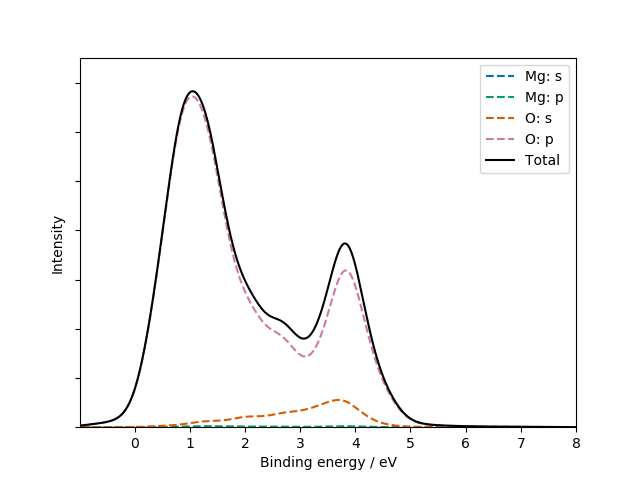 Mg: s
Mg: p
O: s
O: p
Total
Intensity
0 1 2 3 4 5 6 7 8
Binding energy / eV